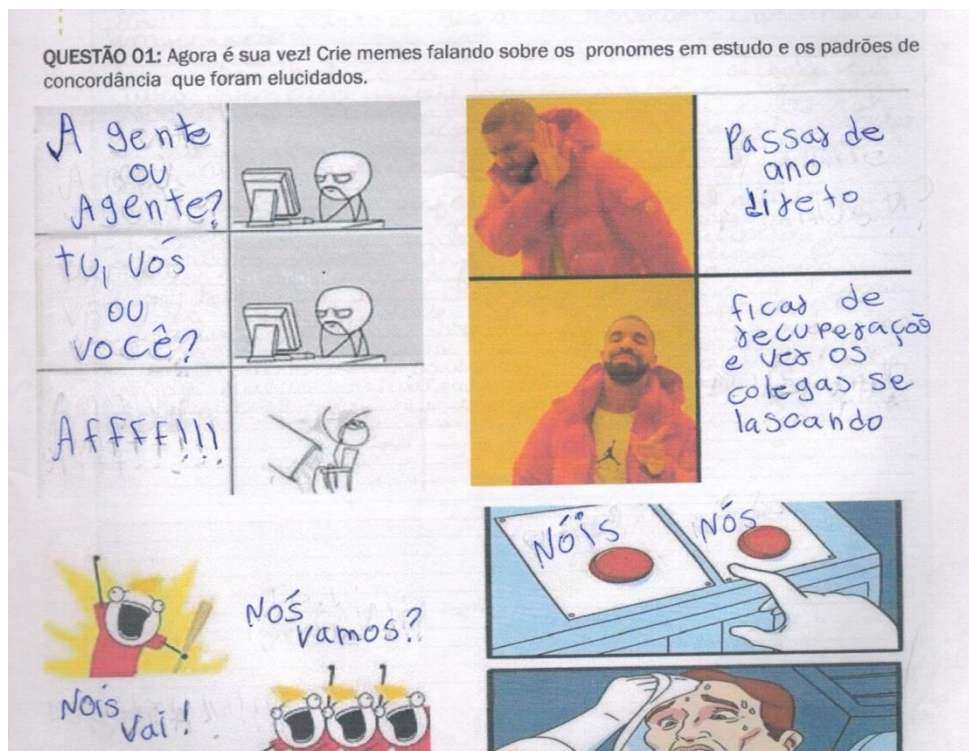 QUESTÃO 01: Agora é sua vez! Crie memes falando sobre os pronomes em estudo e os padrões de
concordância que foram elucidados.
A gente
ou
Agente?
tu, vós
ou
você?
Affff!!!
Passar de
ano
direto
ficar de
recuperação
e ver os
colegas se
lascando
Nós
vamos?
Nois
vai!
NÓIS
NÓS